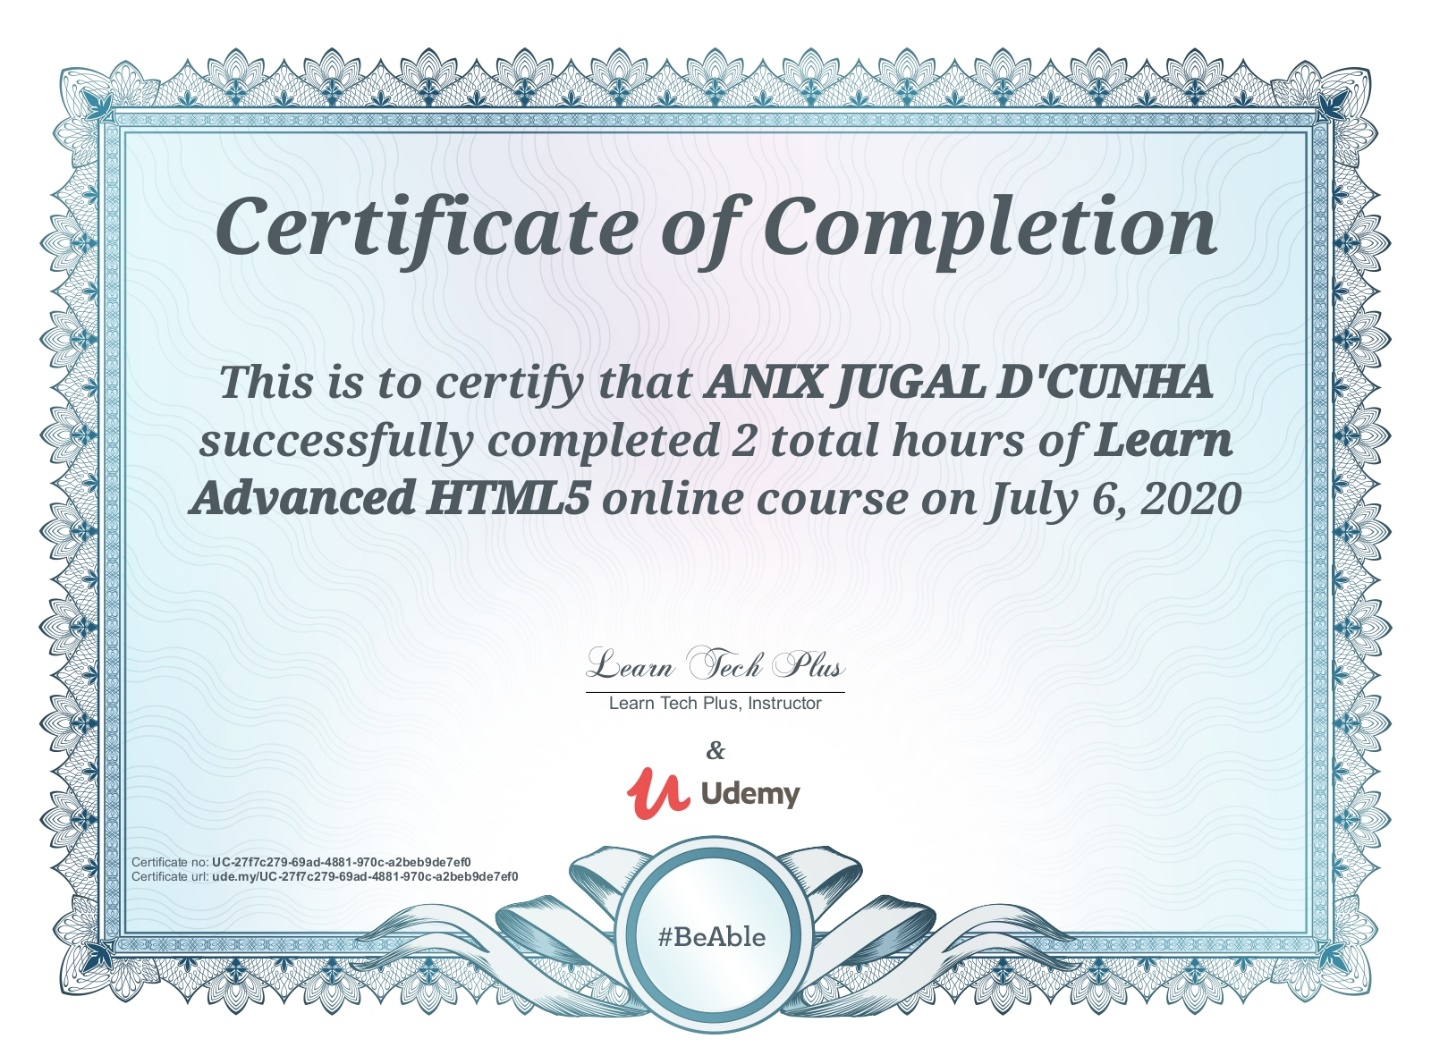 Certificate of Completion
This is to certify that ANIX JUGAL D'CUNHA
successfully completed 2 total hours of Learn
Advanced HTML5 online course on July 6, 2020
Learn Tech Plus
Learn Tech Plus, Instructor
&
Udemy
Certificate no: UC-27f7c279-69ad-4881-970c-a2beb9de7ef0
Certificate url: ude.my/UC-27f7c279-69ad-4881-970c-a2beb9de7ef0
#BeAble